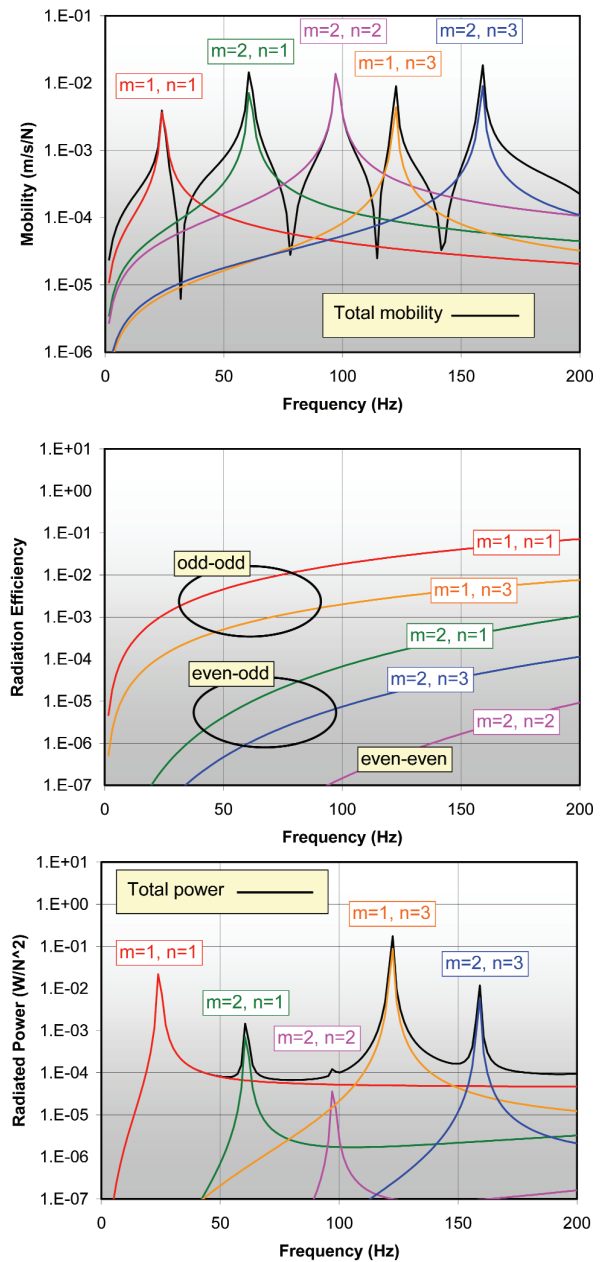 1.E-01
m=2, n=1
m=2, n=2
m=2, n=3
m=1, n=3
m=1, n=1
1.E-02
1.E-03
1.E-04
1.E-05
1.E-06
Mobility (m/s/N)
Total mobility
0 50 100 150 200
Frequency (Hz)
1.E+01
1.E+00
1.E-01
1.E-02
1.E-03
1.E-04
1.E-05
1.E-06
1.E-07
Radiation Efficiency
m=1, n=1
odd-odd
m=1, n=3
m=2, n=1
even-odd
m=2, n=3
m=2, n=2
even-even
0 50 100 150 200
Frequency (Hz)
1.E+01
1.E+00
1.E-01
1.E-02
1.E-03
1.E-04
1.E-05
1.E-06
1.E-07
Radiated Power (W/N^2)
Total power
m=1, n=3
m=1, n=1
m=2, n=3
m=2, n=1
m=2, n=2
0 50 100 150 200
Frequency (Hz)